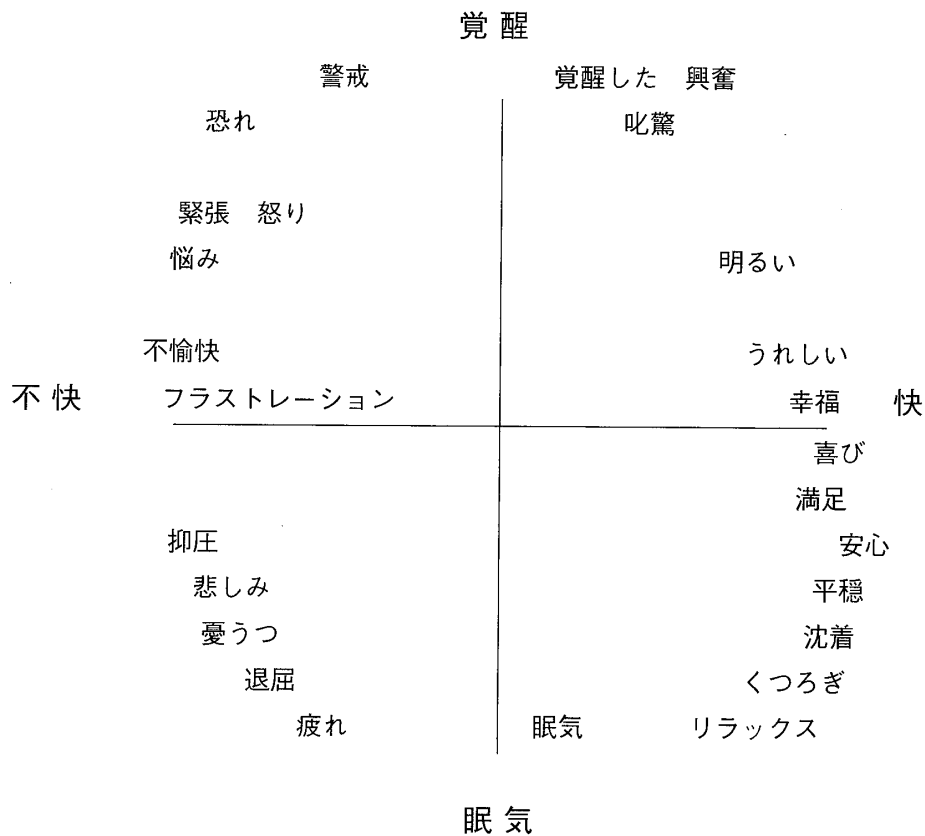 覚醒
警戒 覚醒した 興奮
恐れ 叱驚
緊張 怒り
悩み 明るい
不愉快 うれしい
不快 フラストレーション 幸福 快
喜び
満足
抑圧 安心
悲しみ 平穏
憂うつ 沈着
退屈 くつろぎ
疲れ 眠気 リラックス
眠気